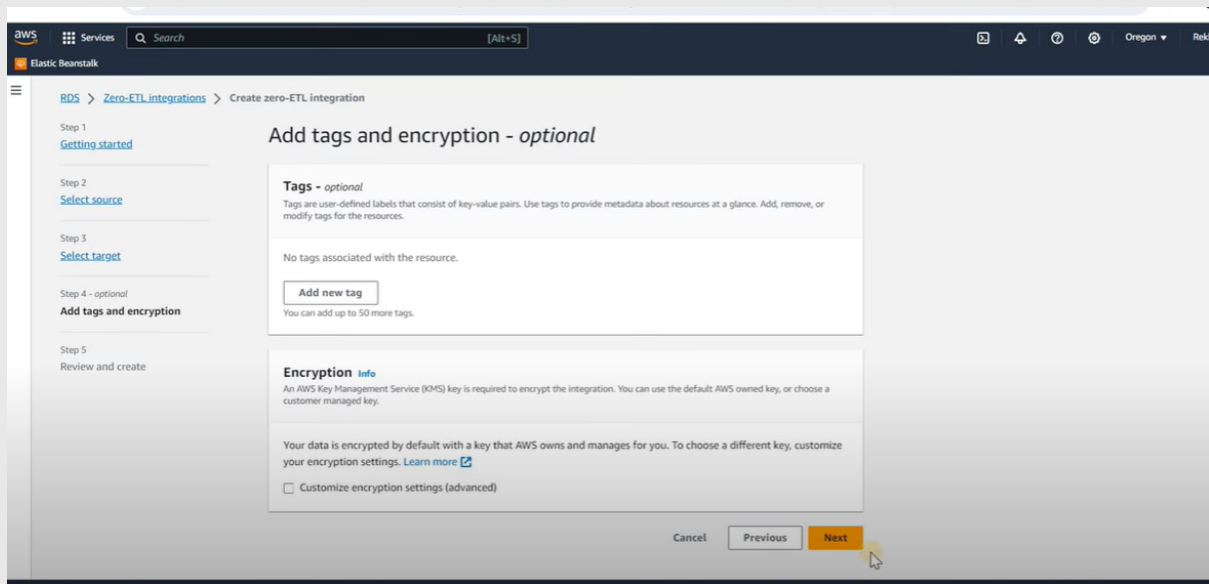 aws
Services
Search
[Alt+S]
Oregon
Elastic Beanstalk
RDS > Zero-ETL integrations > Create zero-ETL integration
Step 1
Getting started
Step 2
Select source
Step 3
Select target
Step 4 - optional
Add tags and encryption
Step 5
Review and create
Add tags and encryption - optional
Tags - optional
Tags are user-defined labels that consist of key-value pairs. Use tags to provide metadata about resources at a glance. Add, remove, or
modify tags for the resources.
No tags associated with the resource.
Add new tag
You can add up to 50 more tags.
Encryption Info
An AWS Key Management Service (KMS) key is required to encrypt the integration. You can use the default AWS owned key, or choose a
customer managed key.
Your data is encrypted by default with a key that AWS owns and manages for you. To choose a different key, customize
your encryption settings. Learn more
Customize encryption settings (advanced)
Cancel
Previous
Next